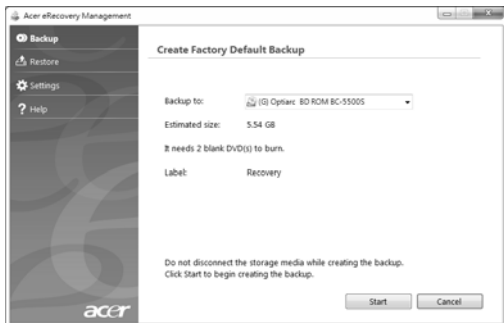 Acer eRecovery Management
Backup
Restore
Settings
Help
Create Factory Default Backup
Backup to: (G) Optiarc BD ROM BC-5500S
Estimated size: 5.54 GB
It needs 2 blank DVD(s) to burn.
Label: Recovery
Do not disconnect the storage media while creating the backup.
Click Start to begin creating the backup.
Start Cancel
acer